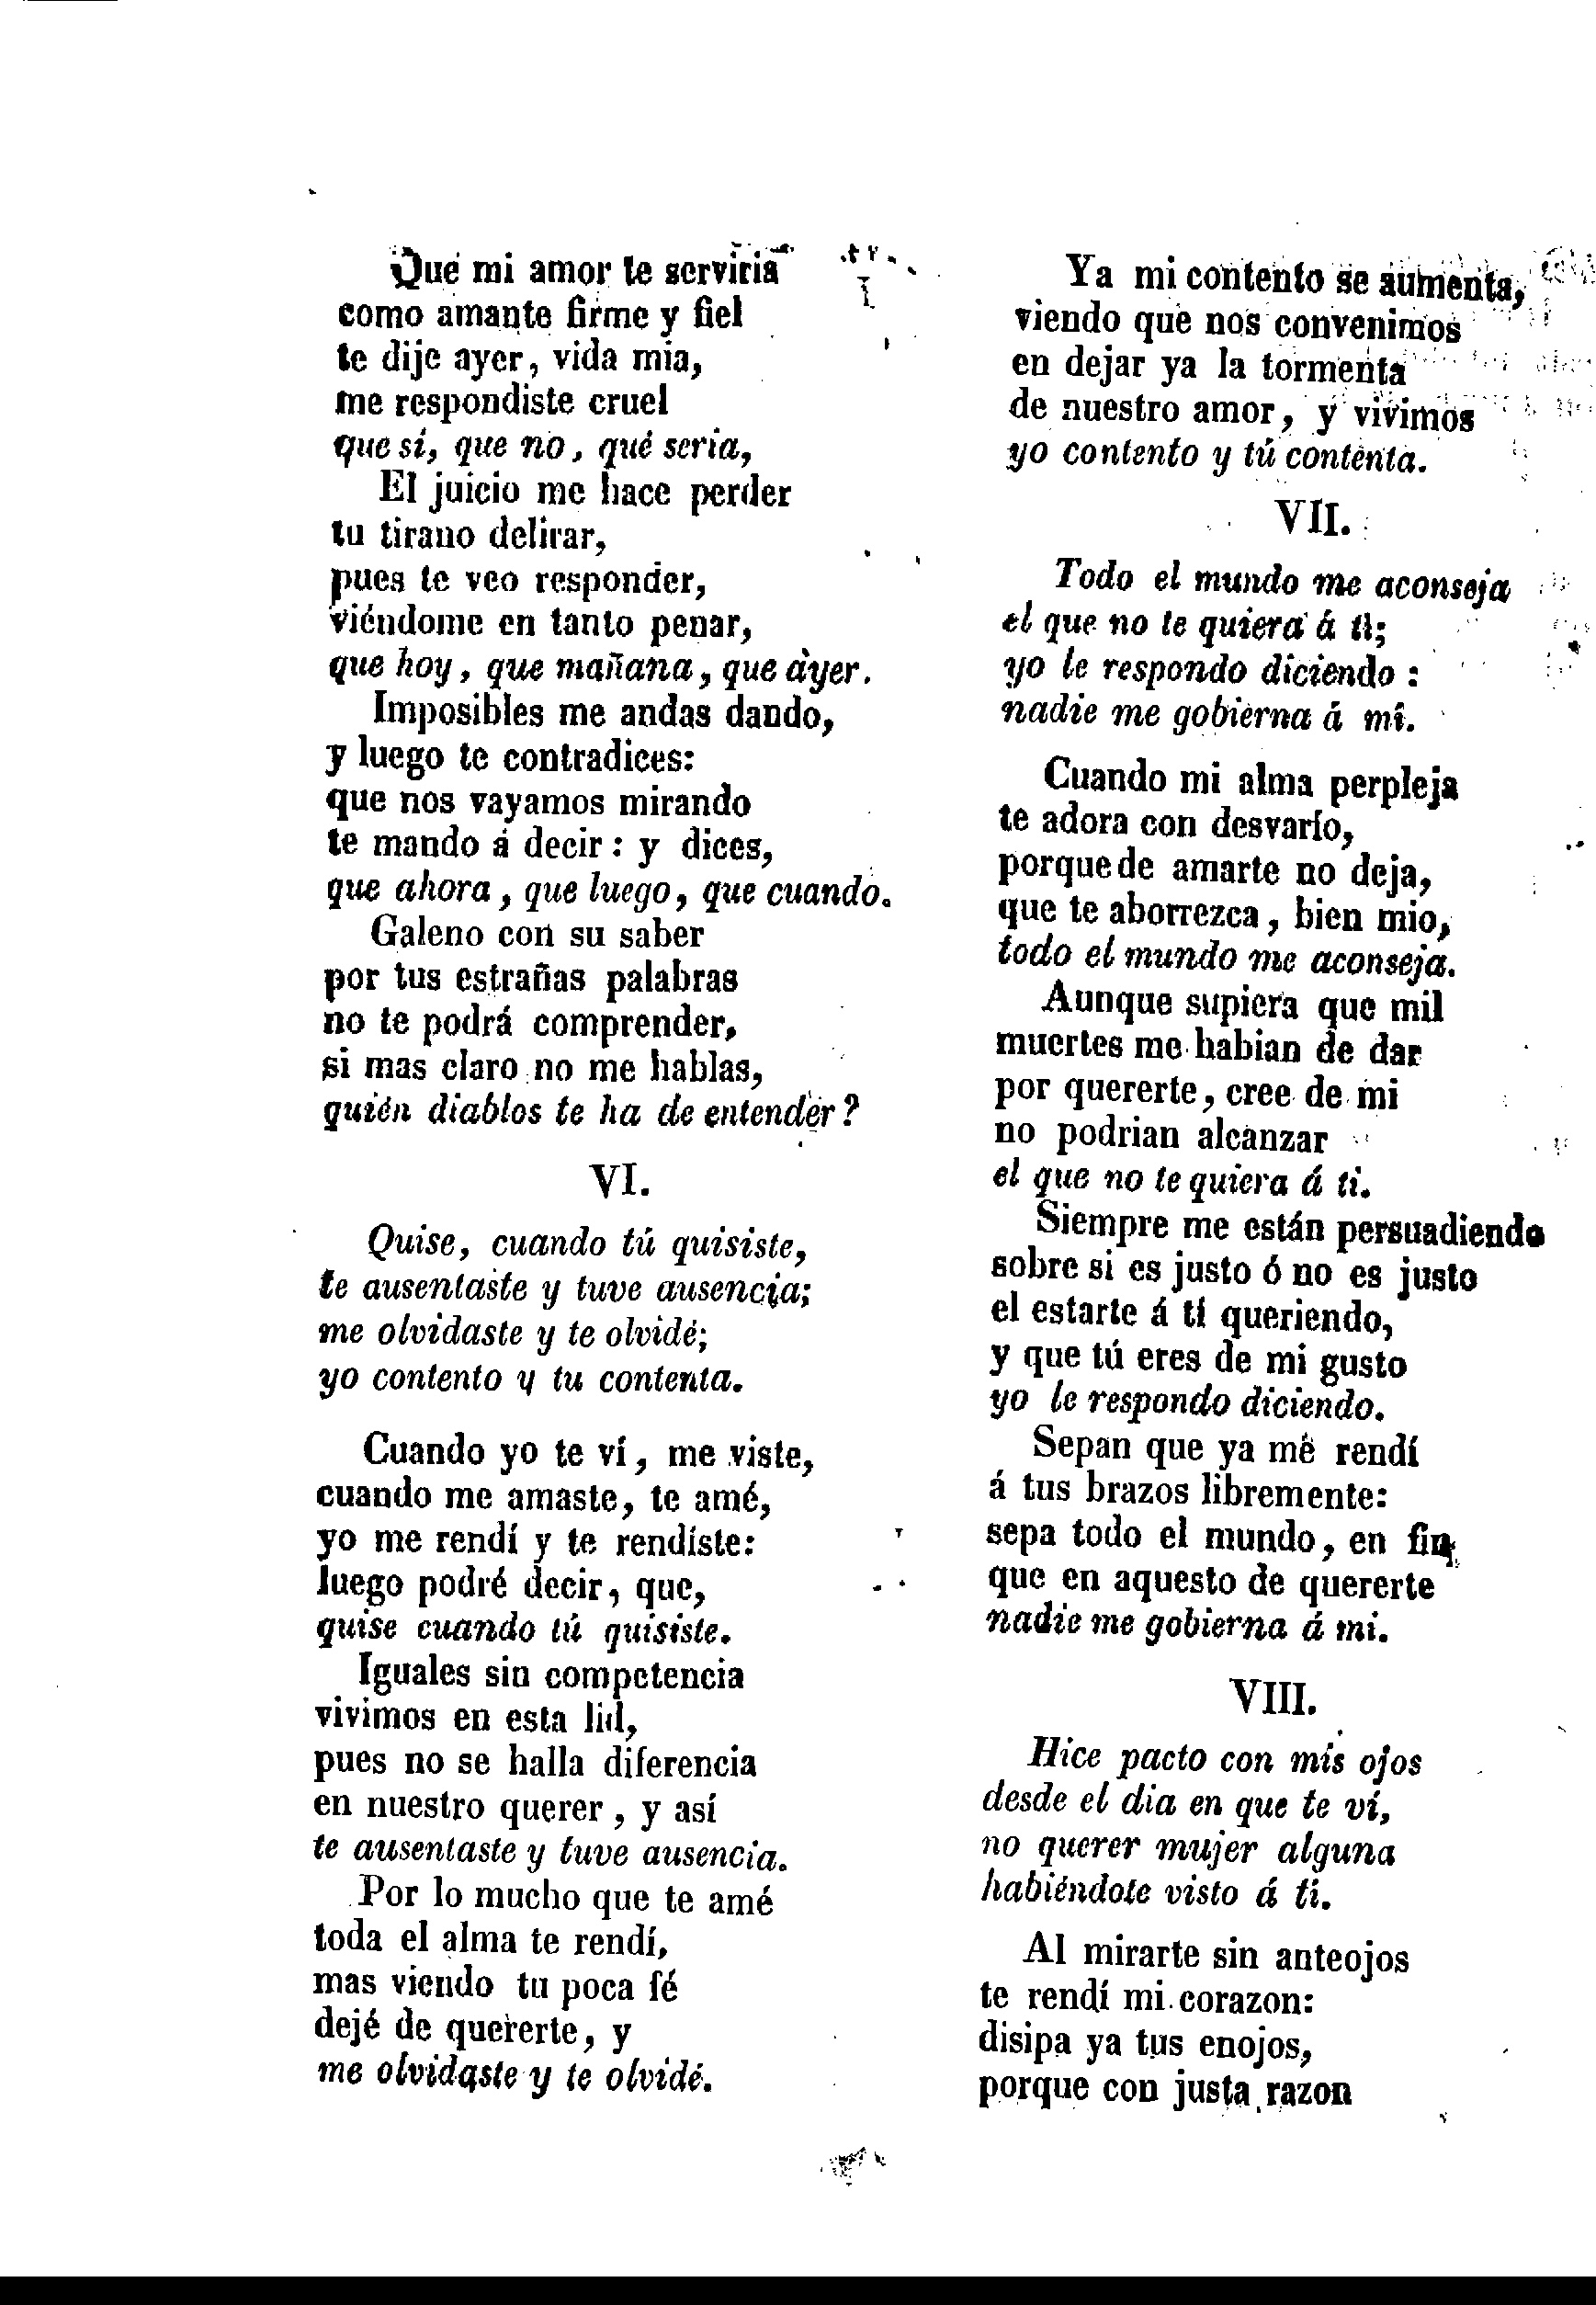 Que mi amor te serviria
como amante firme y fiel
te dije ayer, vida mia,
me respondiste cruel
que sí, que no, qué seria,
El juicio me hace perder
tu tirano delirar,
pues te veo responder,
viéndome en tanto penar,
que hoy, que mañana, que ayer.
Imposibles me andas dando,
y luego te contradices:
que nos vayamos mirando
te mando á decir: y dices,
que ahora, que luego, que cuando.
Galeno con su saber
por tus estrañas palabras
no te podrá comprender,
si mas claro no me hablas,
quién diablos te ha de entender?
VI.
Quise, cuando tú quisiste,
te ausentaste y tuve ausencia;
me olvidaste y te olvidé;
yo contento y tu contenta.
Cuando yo te ví, me viste,
cuando me amaste, te amé,
yo me rendí y te rendíste:
luego podré decir, que,
quise cuando tú quisiste.
Iguales sin competencia
vivimos en esta lid,
pues no se halla diferencia
en nuestro querer, y así
te ausentaste y tuve ausencia.
Por lo mucho que te amé
toda el alma te rendí,
mas viendo tu poca fé
dejé de quererte, y
me olvidaste y te olvidé.
Ya mi contento se aumenta,
viendo que nos convenimos
en dejar ya la tormenta
de nuestro amor, y vivimos
yo contento y tú contenta.
VII.
Todo el mundo me aconseja
el que no te quiera á ti;
yo le respondo diciendo:
nadie me gobierna á mí.
Cuando mi alma perpleja
te adora con desvarío,
porque de amarte no deja,
que te aborrezca, bien mio,
todo el mundo me aconseja.
Aunque supiera que mil
muertes me habian de dar
por quererte, cree de mi
no podrian alcanzar
el que no te quiera á ti.
Siempre me están persuadiendo
sobre si es justo ó no es justo
el estarte á tí queriendo,
y que tú eres de mi gusto
yo le respondo diciendo.
Sepan que ya me rendí
á tus brazos libremente:
sepa todo el mundo, en fin,
que en aquesto de quererte
nadie me gobierna á mi.
VIII.
Hice pacto con mis ojos
desde el dia en que te ví,
no querer mujer alguna
habiéndote visto á ti.
Al mirarte sin anteojos
te rendí mi corazon:
disipa ya tus enojos,
porque con justa razon